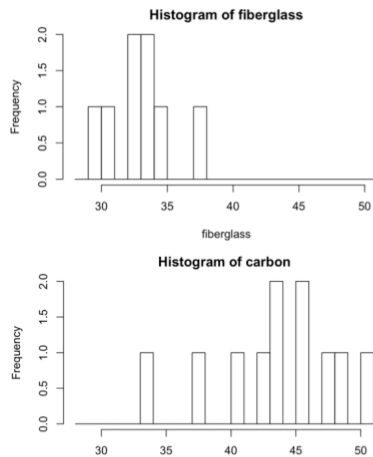 Histogram of fiberglass
Frequency
0.0 0.5 1.0 1.5 2.0
30 35 40 45 50
fiberglass
Histogram of carbon
Frequency
0.0 0.5 1.0 1.5 2.0
30 35 40 45 50